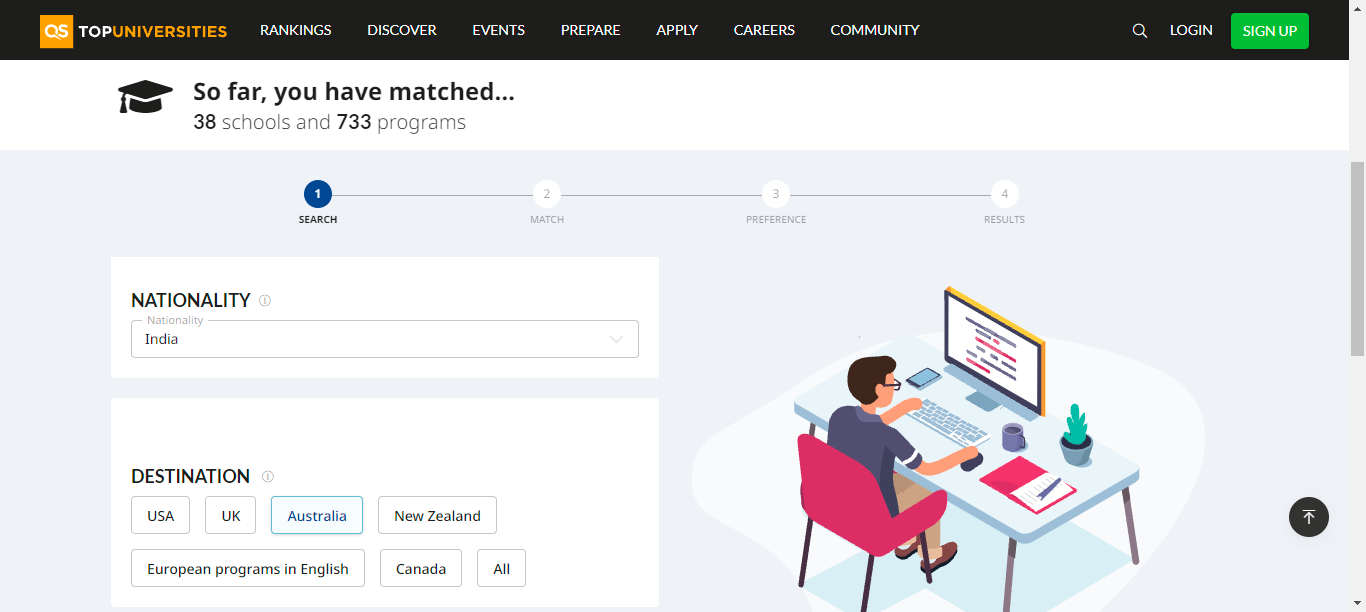 QS TOPUNIVERSITIES RANKINGS DISCOVER EVENTS PREPARE APPLY CAREERS COMMUNITY LOGIN SIGN UP
So far, you have matched...
38 schools and 733 programs
1 2 3 4
SEARCH MATCH PREFERENCE RESULTS
NATIONALITY
Nationality
India
DESTINATION
USA UK Australia New Zealand
European programs in English Canada All